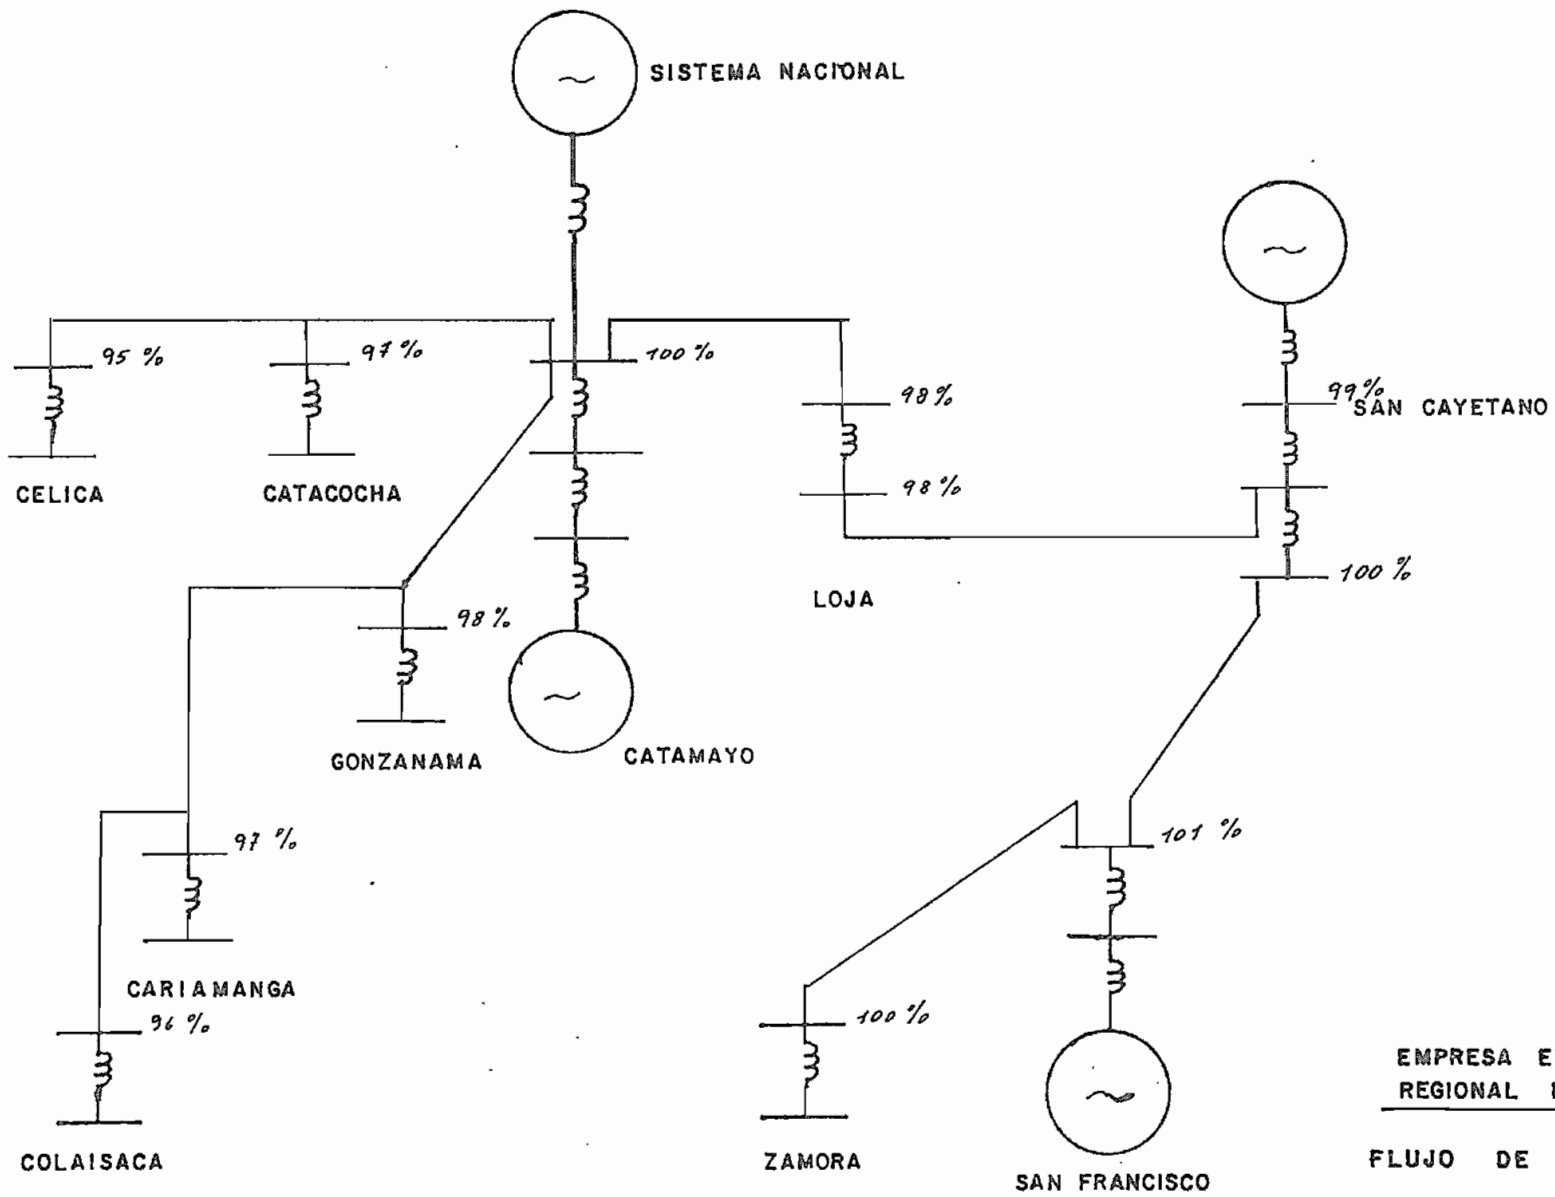 SISTEMA NACIONAL
95 %
97 %
100 %
98 %
99%
SAN CAYETANO
CELICA
CATACOCHA
98 %
LOJA
100 %
98 %
GONZANAMA
CATAMAYO
97 %
101 %
CARIAMANGA
96 %
100 %
COLAISACA
ZAMORA
SAN FRANCISCO
EMPRESA E
REGIONAL
FLUJO DE